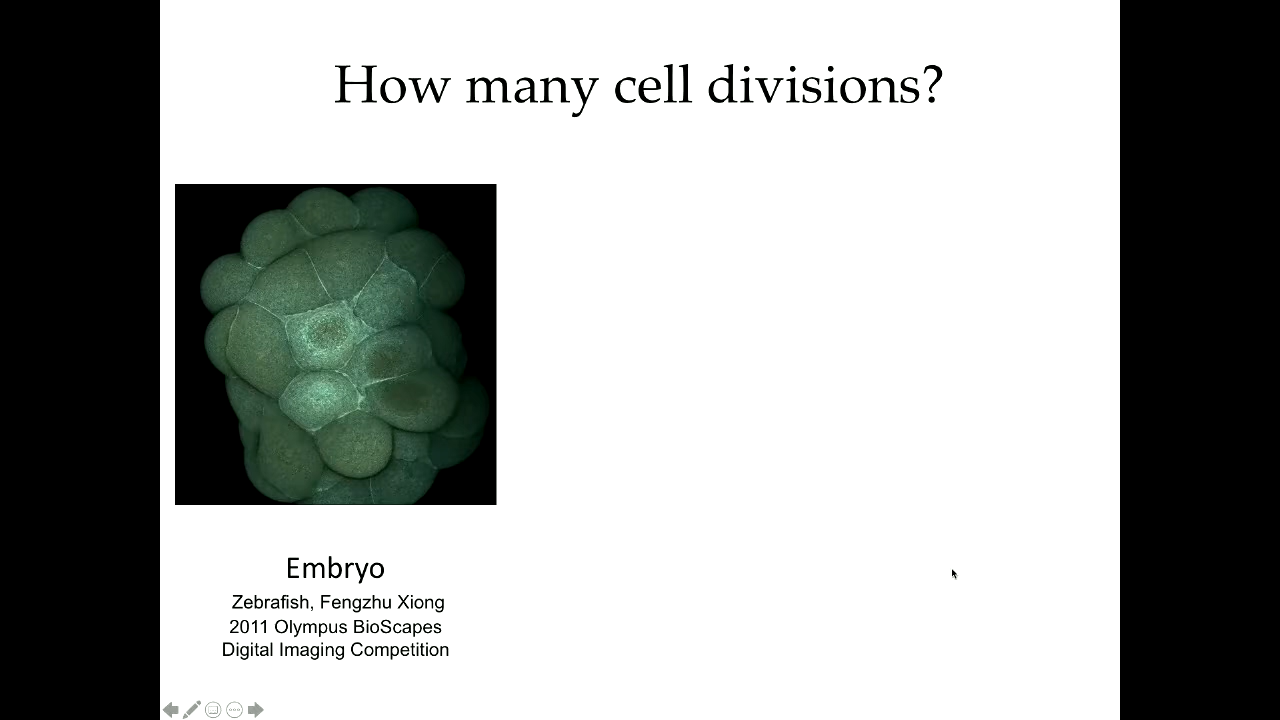 How many cell divisions?
Embryo
Zebrafish, Fengzhu Xiong
2011 Olympus BioScapes
Digital Imaging Competition